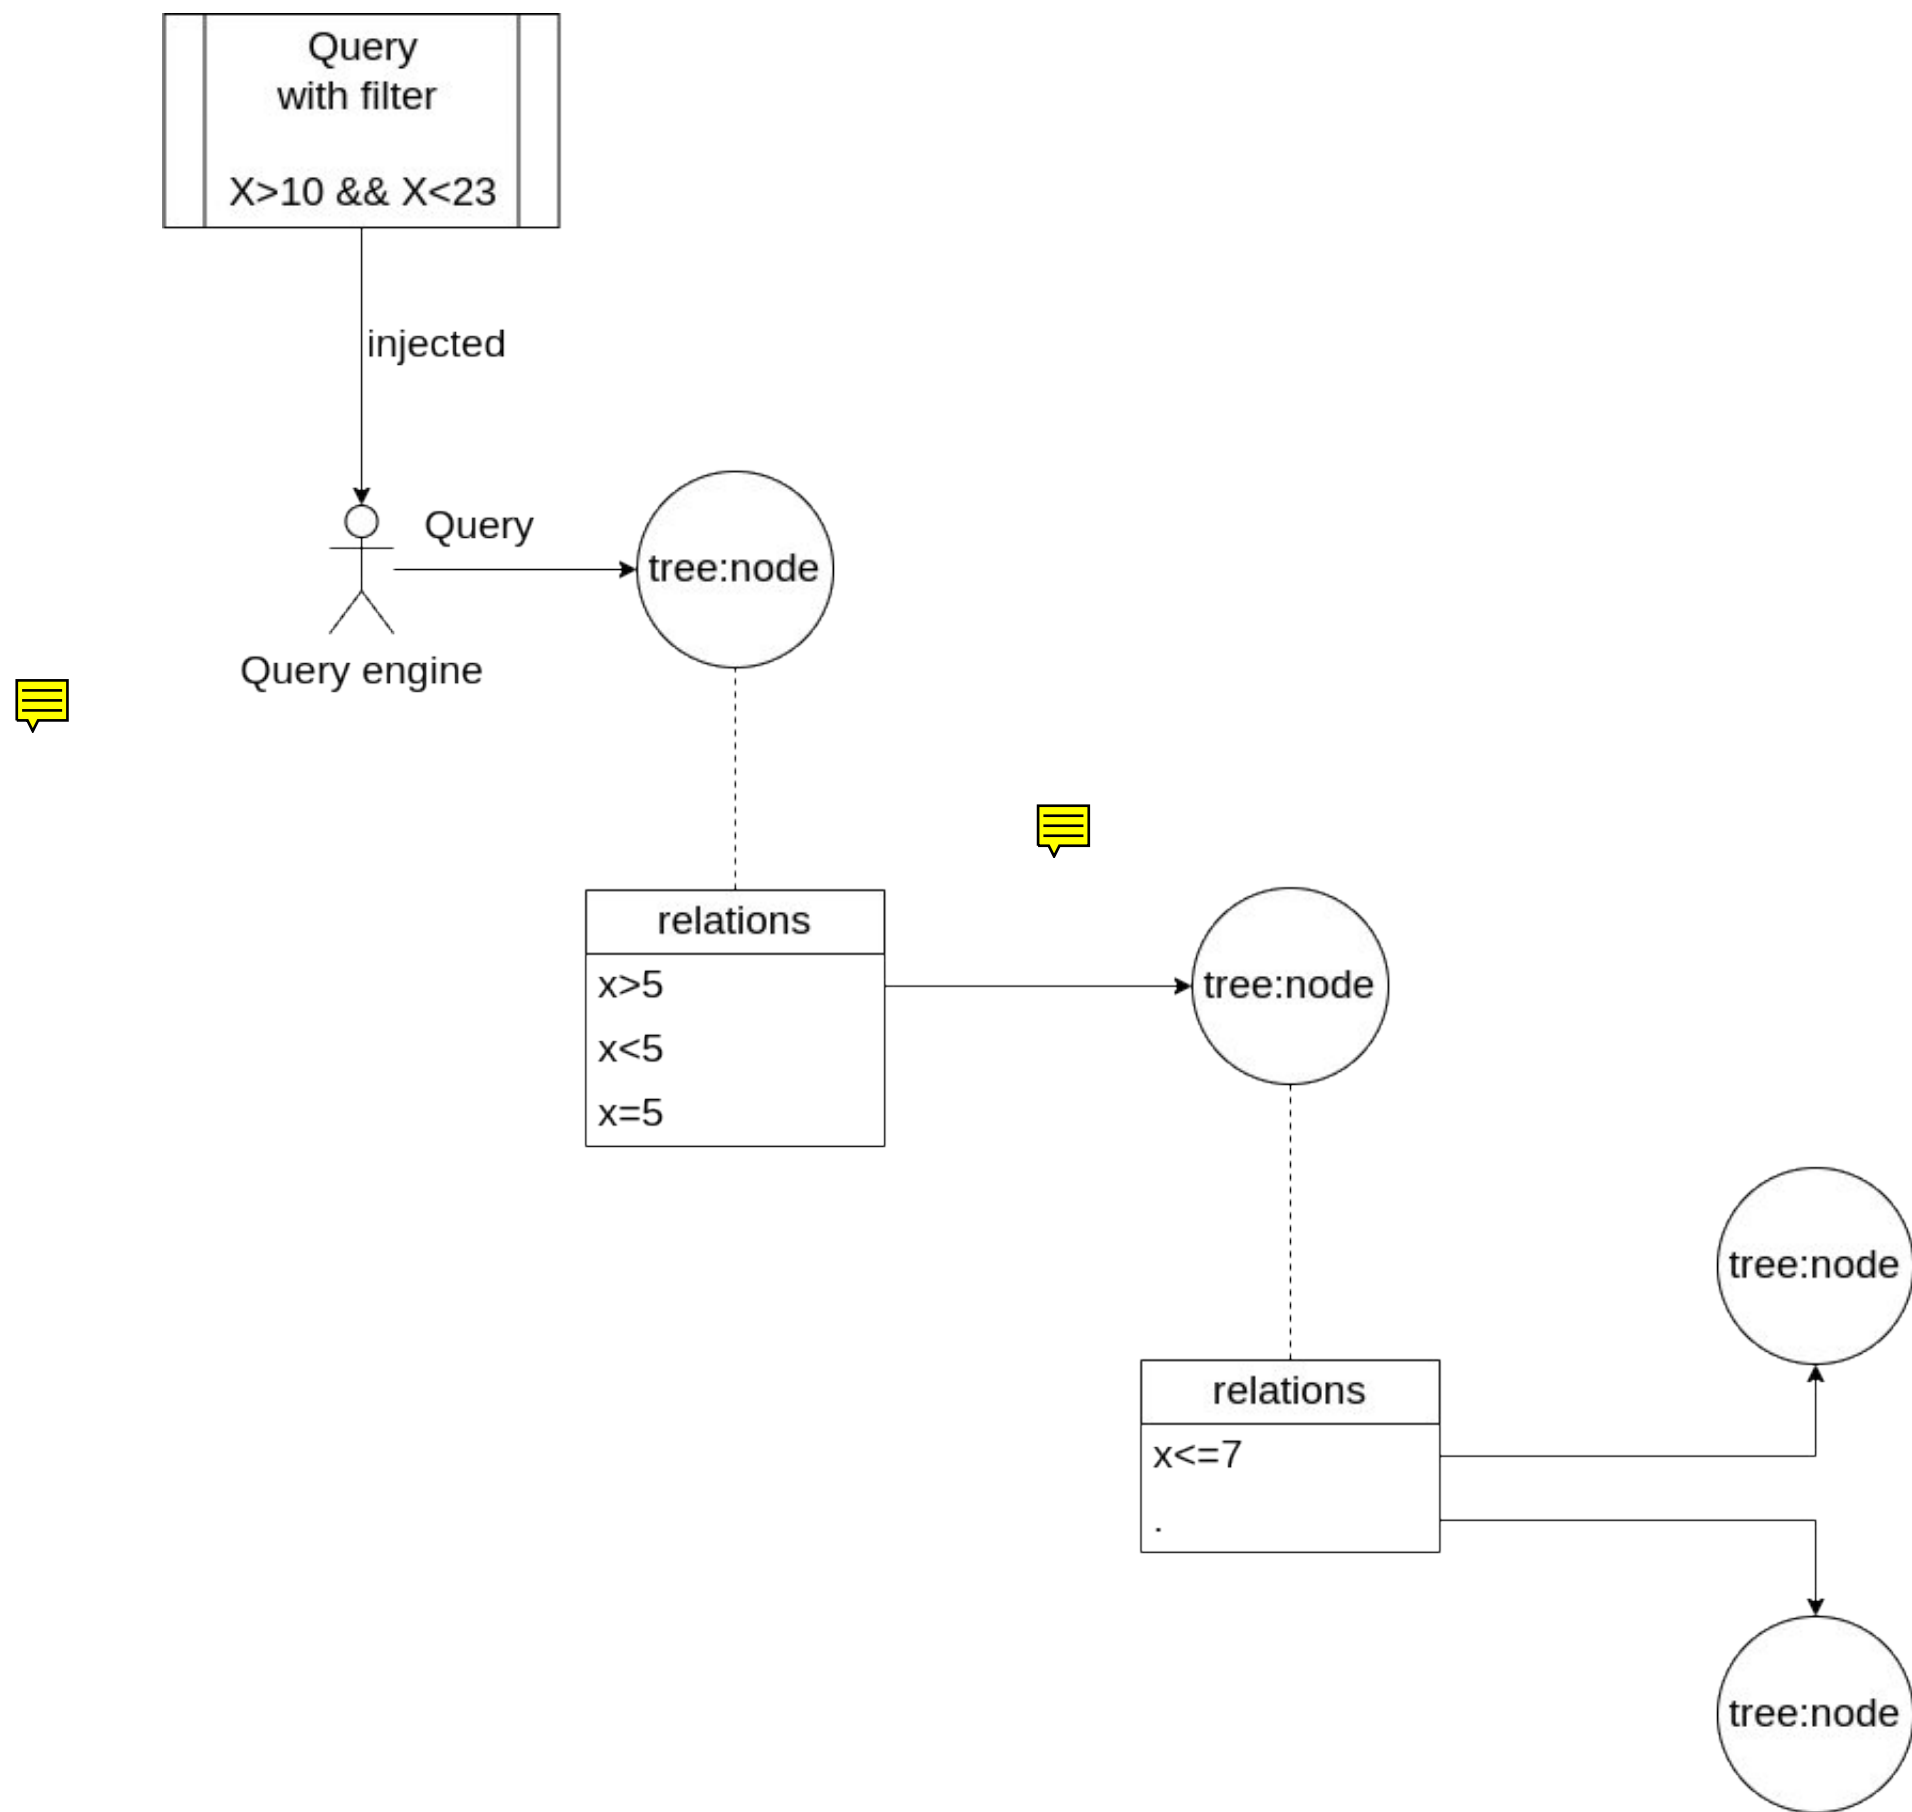 Query
with filter
X>10 && X<23
injected
Query
tree:node
Query engine
relations
x>5
x<5
x=5
tree:node
tree:node
relations
x<=7
.
tree:node